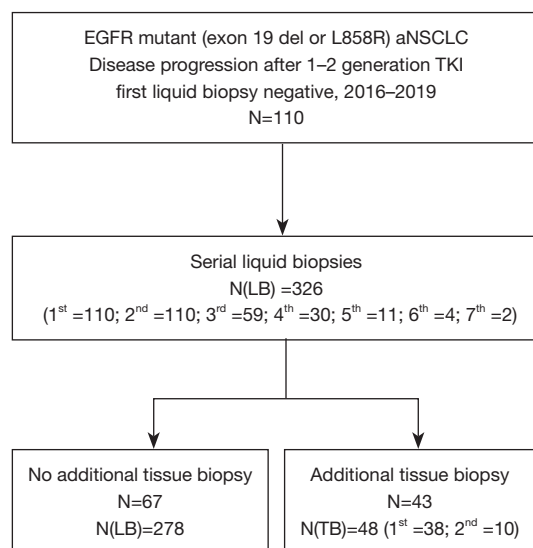 EGFR mutant (exon 19 del or L858R) aNSCLC
Disease progression after 1–2 generation TKI
first liquid biopsy negative, 2016–2019
N=110
Serial liquid biopsies
N(LB) =326
(1st =110; 2nd =110; 3rd =59; 4th =30; 5th =11; 6th =4; 7th =2)
No additional tissue biopsy
N=67
N(LB)=278
Additional tissue biopsy
N=43
N(TB)=48 (1st =38; 2nd =10)